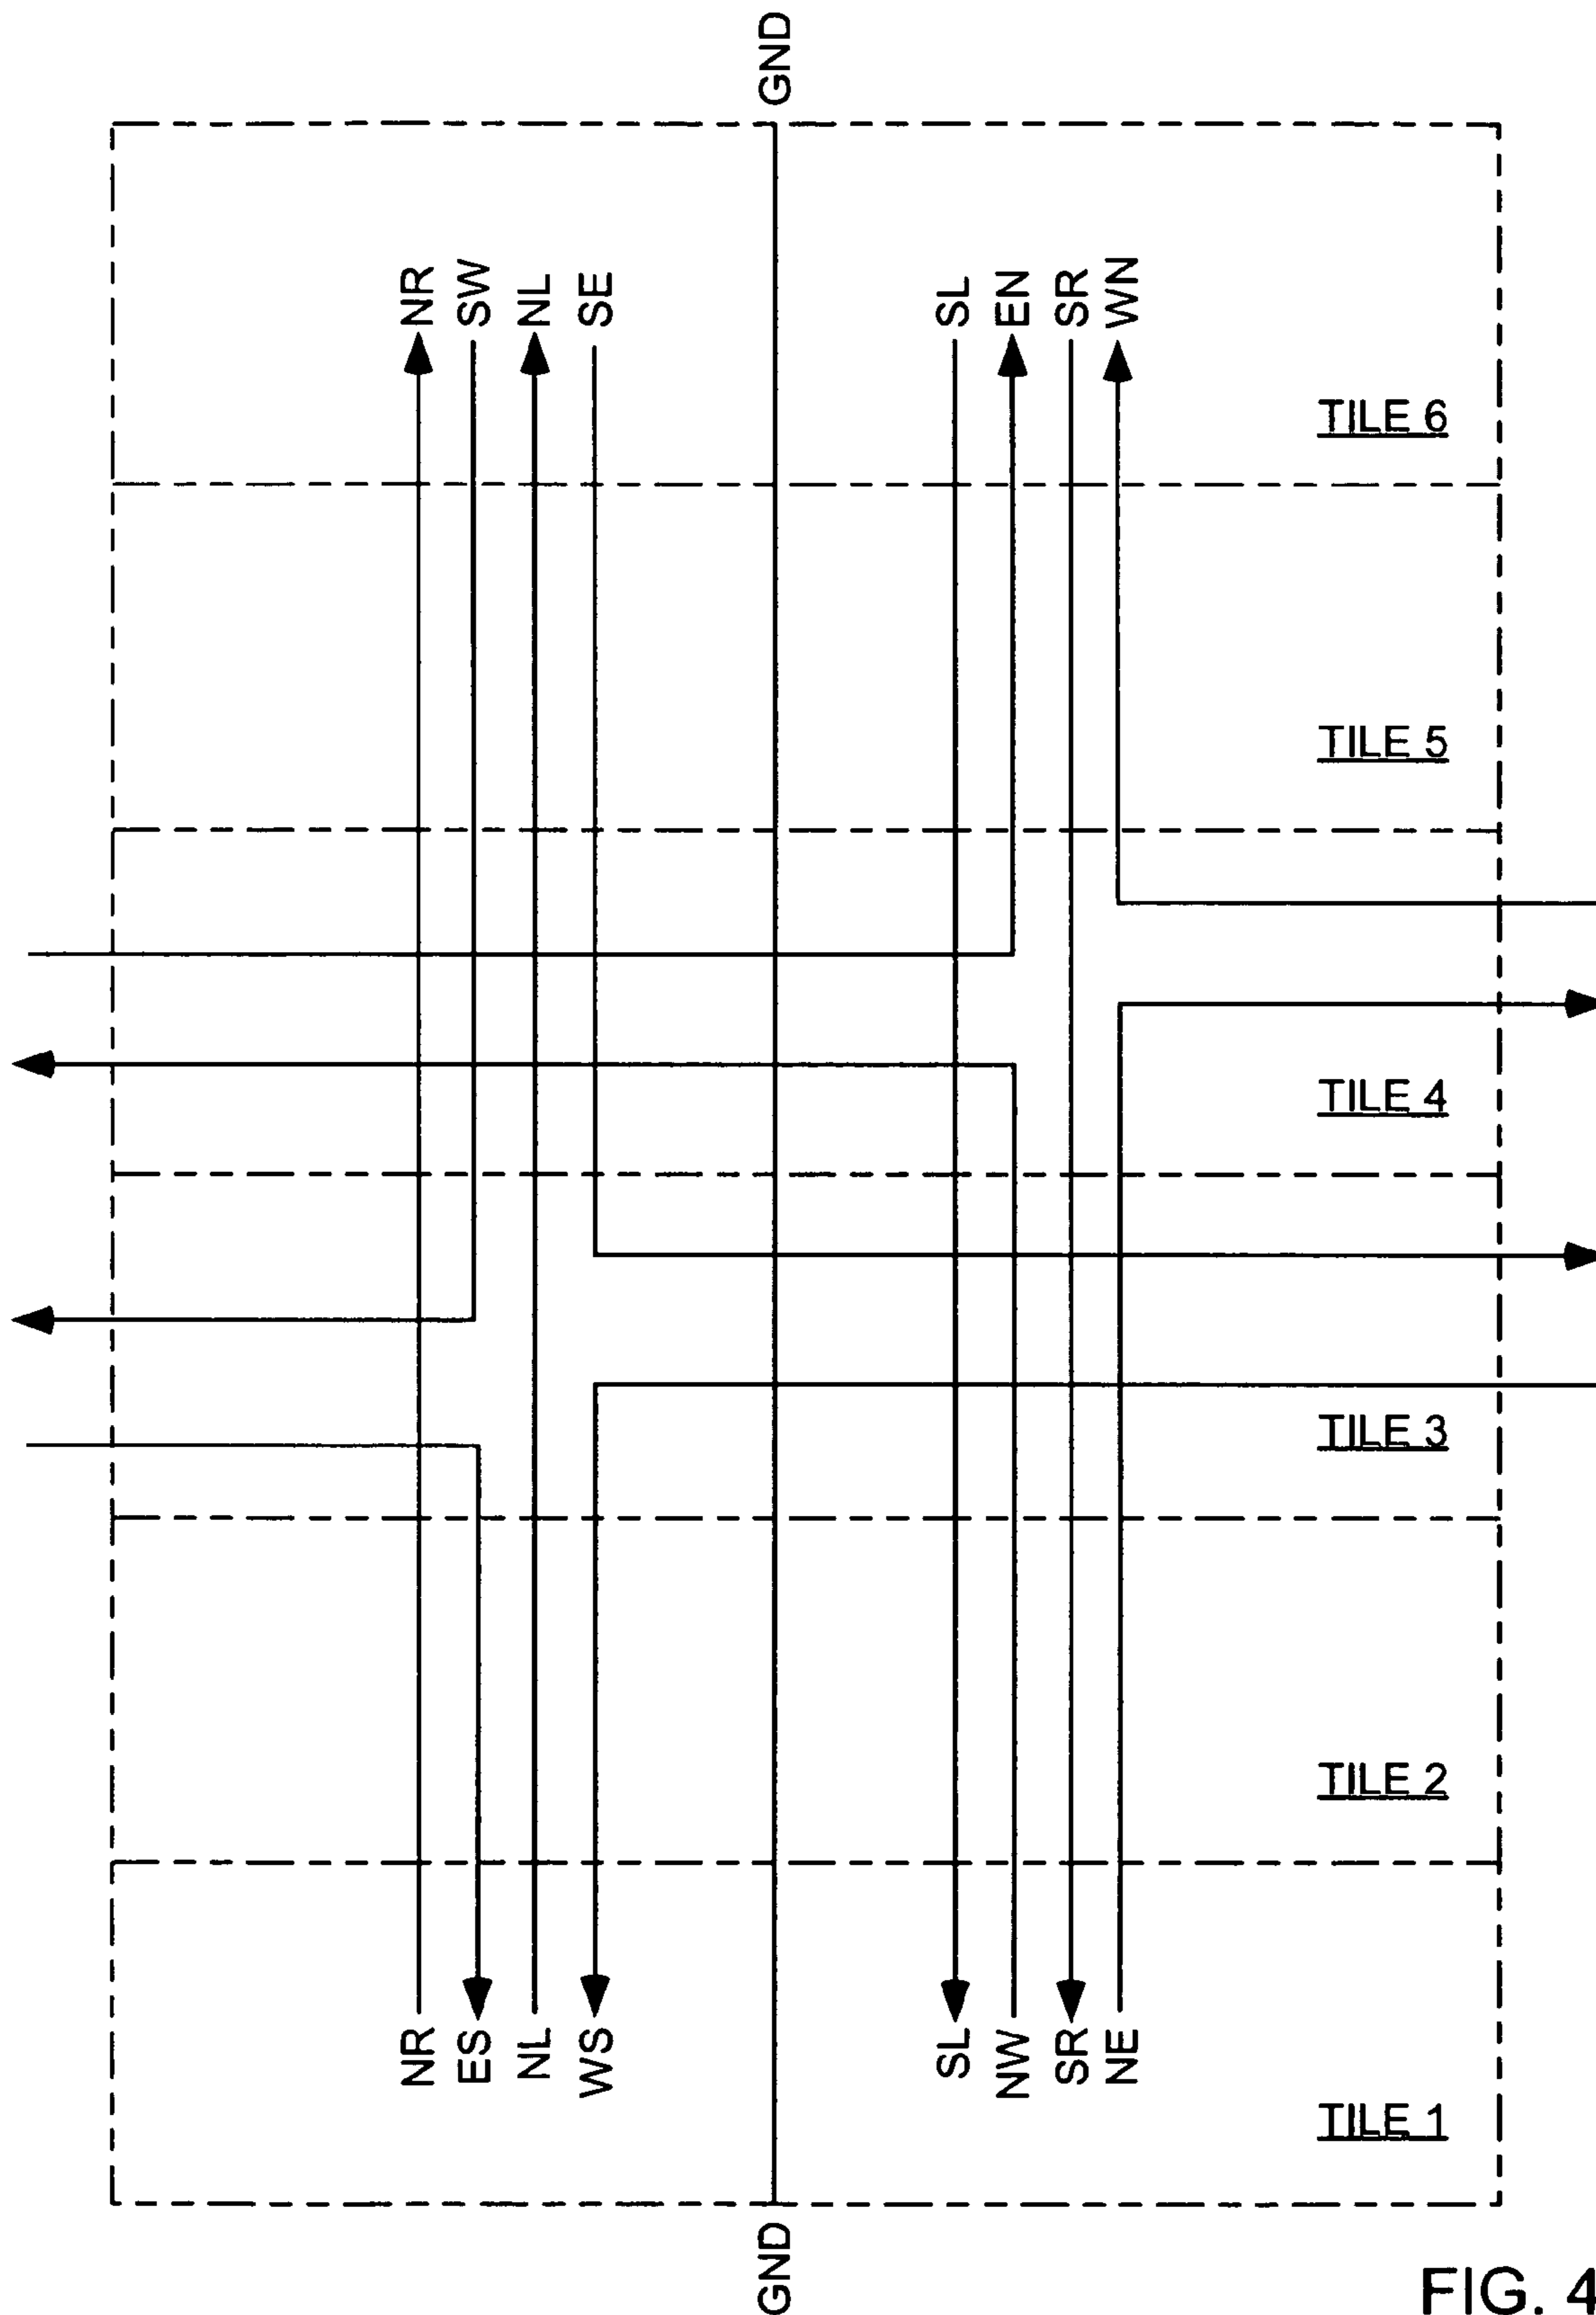 GND
NR
SW
NL
SE
SL
EN
SR
WN
TILE 6
TILE 5
TILE 4
TILE 3
TILE 2
NR
ES
NL
WS
SL
NW
SR
NE
TILE 1
GND
FIG. 4